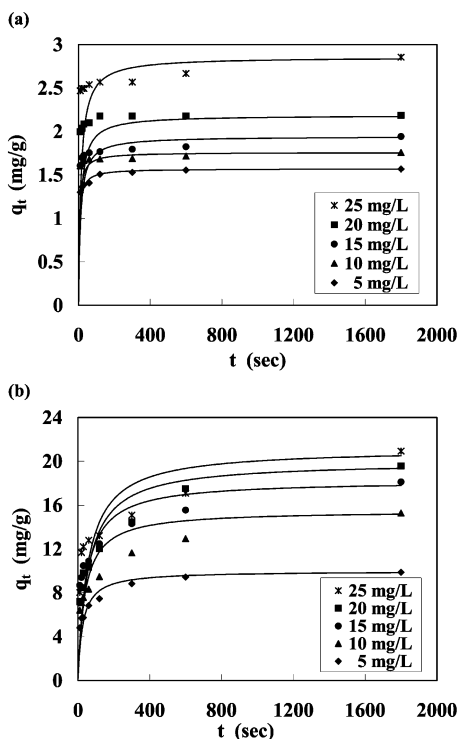 (a)
3
2.5
2
1.5
1
0.5
0
qt (mg/g)
25 mg/L
20 mg/L
15 mg/L
10 mg/L
5 mg/L
0 400 800 1200 1600 2000
t (sec)
(b)
24
20
16
12
8
4
0
qt (mg/g)
25 mg/L
20 mg/L
15 mg/L
10 mg/L
5 mg/L
0 400 800 1200 1600 2000
t (sec)